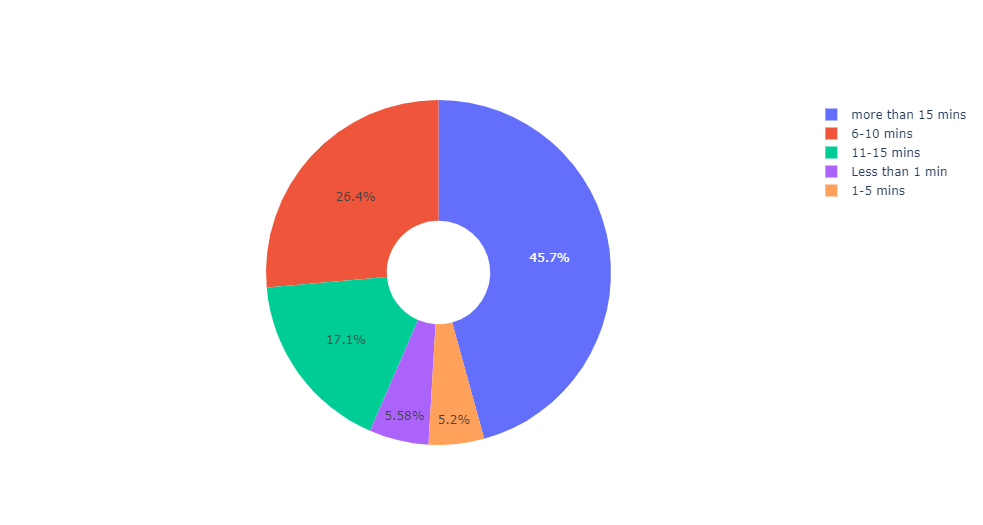 more than 15 mins
6-10 mins
11-15 mins
Less than 1 min
1-5 mins
26.4%
45.7%
17.1%
5.58%
5.2%